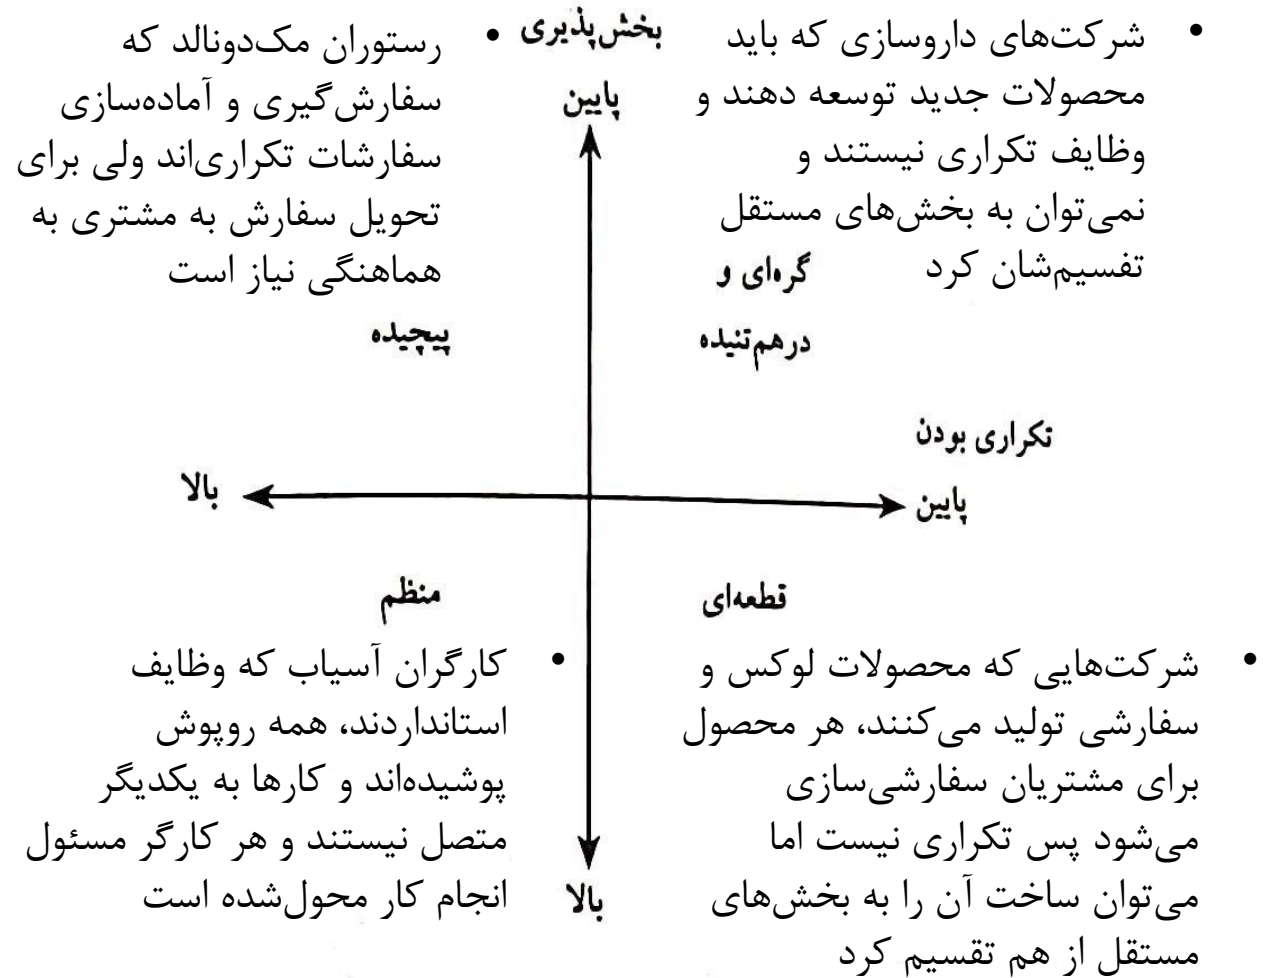 • شرکت‌های داروسازی که باید
محصولات جدید توسعه دهند و
وظایف تکراری نیستند و
نمی‌توان به بخش‌های مستقل
تفسیم‌شان کرد
بخش‌پذیری
پایین
• رستوران مک‌دونالد که
سفارش‌گیری و آماده‌سازی
سفارشات تکراری‌اند ولی برای
تحویل سفارش به مشتری به
هماهنگی نیاز است
گره‌ای و
درهم‌تنیده
پیچیده
تکراری بودن
پایین
بالا
قطعه‌ای
منظم
• شرکت‌هایی که محصولات لوکس و
سفارشی تولید می‌کنند، هر محصول
برای مشتریان سفارشی‌سازی
می‌شود پس تکراری نیست اما
می‌توان ساخت آن را به بخش‌های
مستقل از هم تقسیم کرد
• کارگران آسیاب که وظایف
استاندارد‌ند، همه روپوش
پوشیده‌اند و کارها به یکدیگر
متصل نیستند و هر کارگر مسئول
انجام کار محول‌شده است
بالا